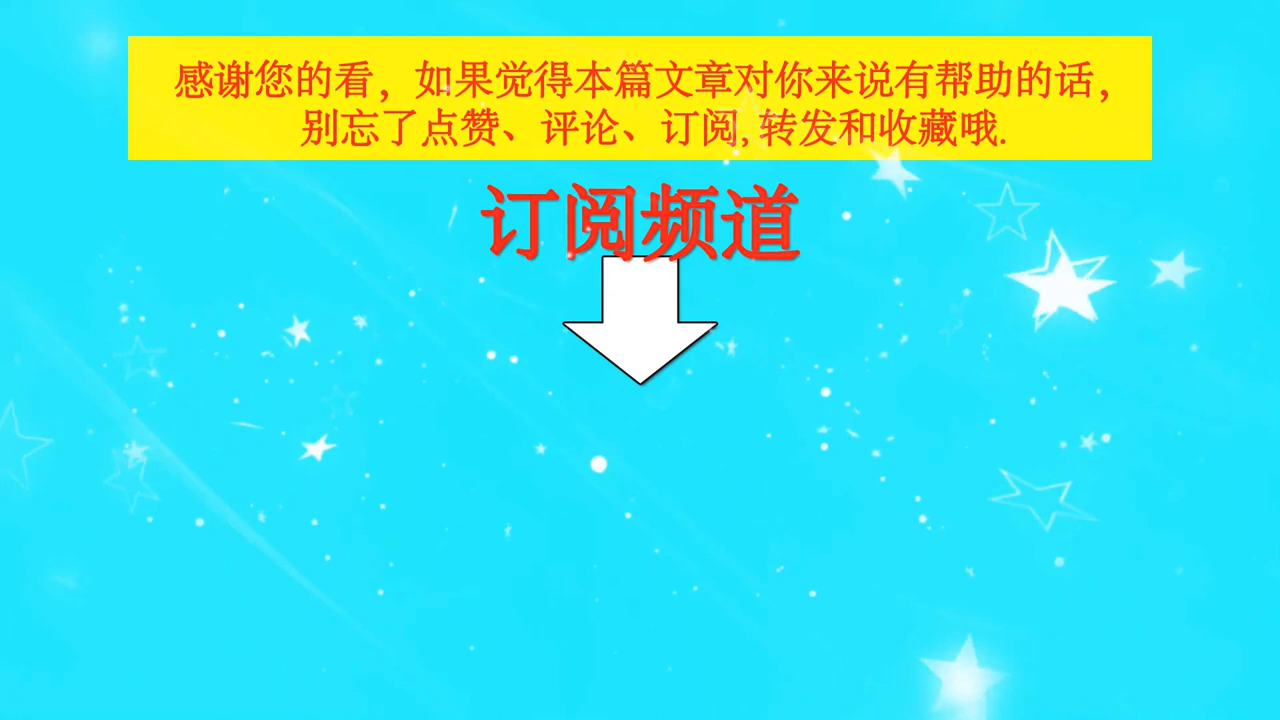 感谢您的看，如果觉得本篇文章对你来说有帮助的话，
别忘了点赞、评论、订阅,转发和收藏哦.
订阅频道